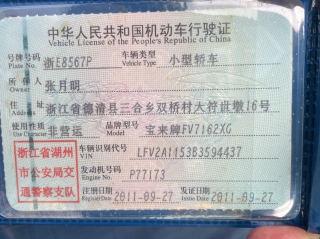 中华人民共和国机动车行驶证
Vehicle License of the People's Republic of China
号牌号码 浙E8567P 车辆类型 小型轿车
Plate No. Vehicle Type
所有人 张月明
Owner
住址 浙江省德清县三合乡双桥村大符世墩16号
Address
使用性质 非营运 品牌型号 宝来牌FV7162XG
Use Character Model
浙江省湖州市公安局交通警察支队
车辆识别代号 LFV2A1153B3594437
VIN
发动机号码 P77173
Engine No.
注册日期 2011-09-27 发证日期 2011-09-27
Register Date Issue Date